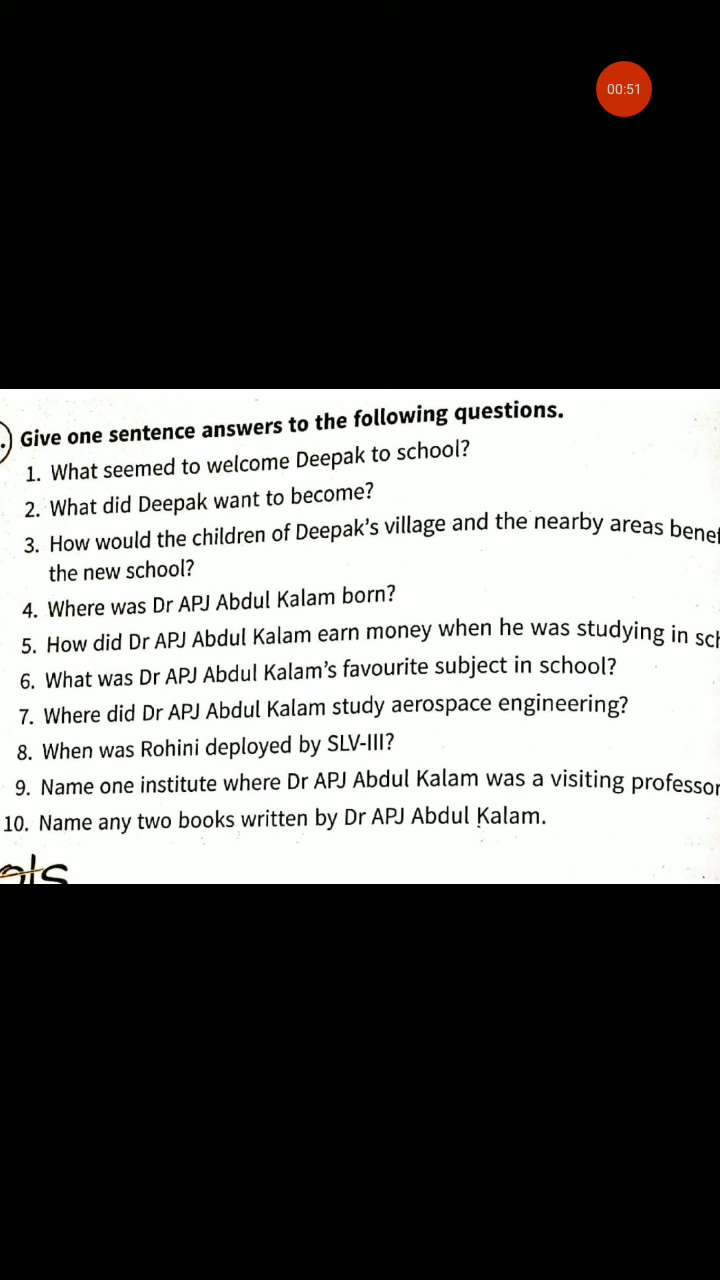 00:51
Give one sentence answers to the following questions.
1. What seemed to welcome Deepak to school?
2. What did Deepak want to become?
3. How would the children of Deepak's village and the nearby areas
the new school?
4. Where was Dr APJ Abdul Kalam born?
5. How did Dr APJ Abdul Kalam earn money when he was studying in
6. What was Dr APJ Abdul Kalam's favourite subject in school?
7. Where did Dr APJ Abdul Kalam study aerospace engineering?
8. When was Rohini deployed by SLV-III?
9. Name one institute where Dr APJ Abdul Kalam was a visiting professor
10. Name any two books written by Dr APJ Abdul Kalam.